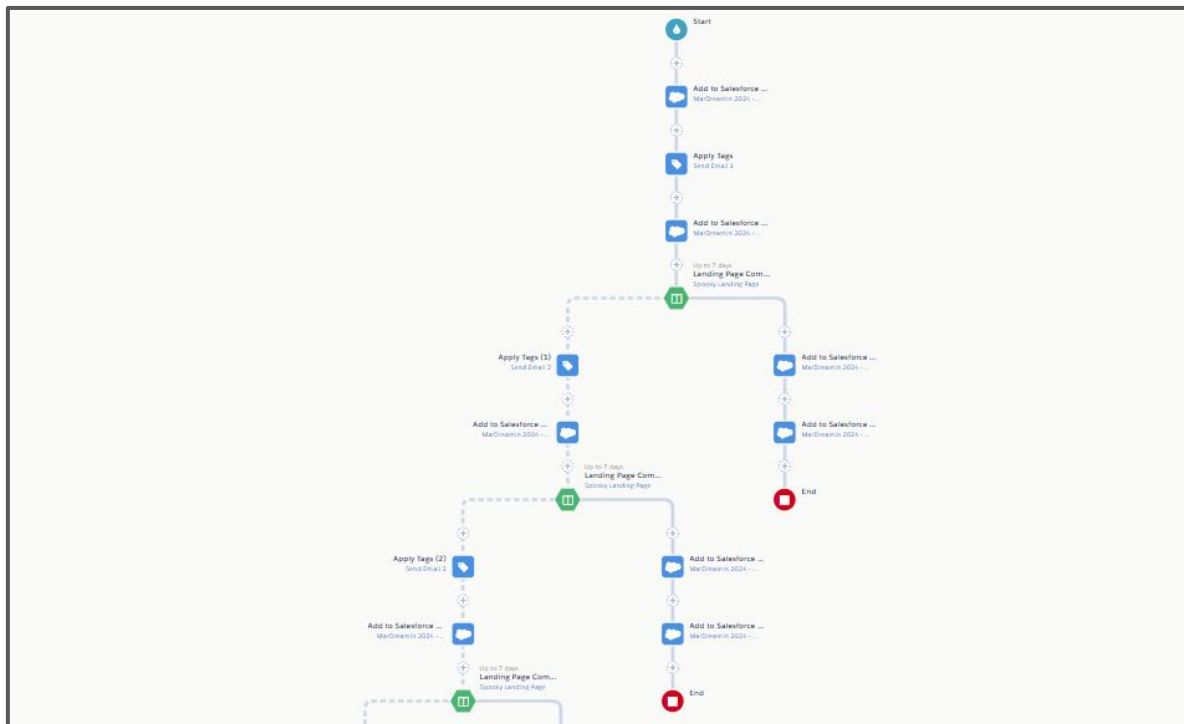 Start
Add to Salesforce ...
MarDreamin 2024 -...
Apply Tags
Send Email 1
Add to Salesforce ...
MarDreamin 2024 -...
Up to 7 days
Landing Page Com...
Spooky Landing Page
Apply Tags (1)
Send Email 2
Add to Salesforce ...
MarDreamin 2024 -...
Add to Salesforce ...
MarDreamin 2024 -...
Add to Salesforce ...
MarDreamin 2024 -...
Up to 7 days
Landing Page Com...
Spooky Landing Page
End
Apply Tags (2)
Send Email 3
Add to Salesforce ...
MarDreamin 2024 -...
Add to Salesforce ...
MarDreamin 2024 -...
Add to Salesforce ...
MarDreamin 2024 -...
Up to 7 days
Landing Page Com...
Spooky Landing Page
End